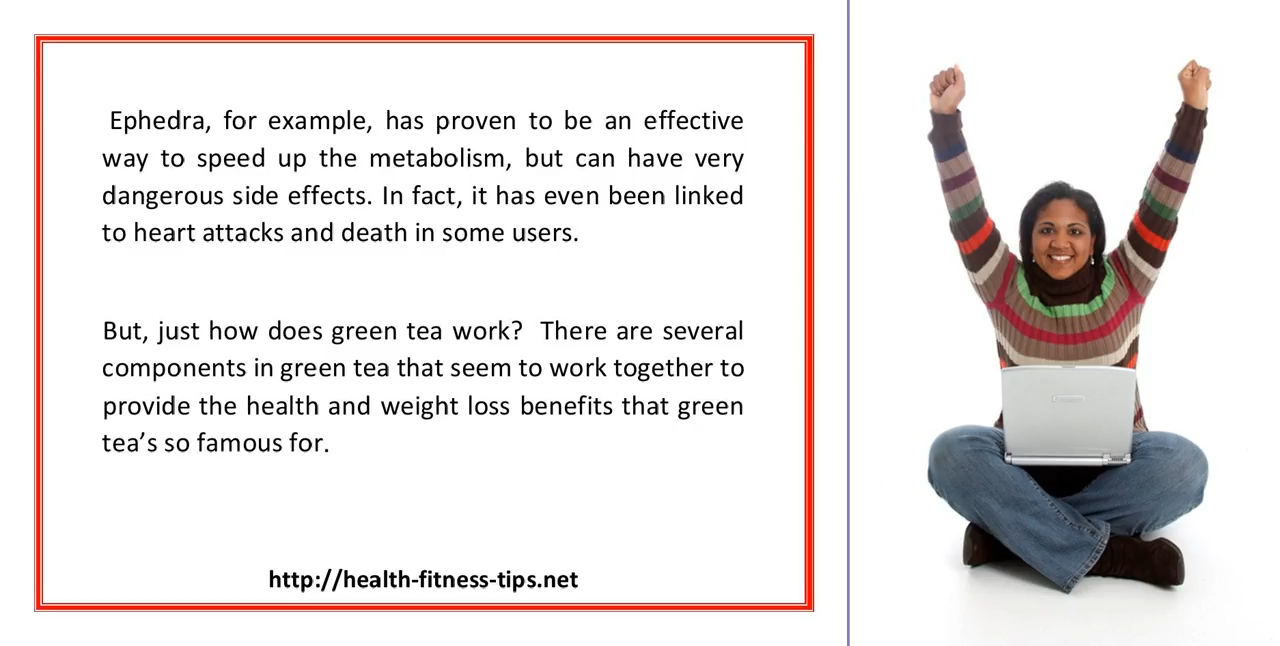 Ephedra, for example, has proven to be an effective
way to speed up the metabolism, but can have very
dangerous side effects. In fact, it has even been linked
to heart attacks and death in some users.
But, just how does green tea work?  There are several
components in green tea that seem to work together to
provide the health and weight loss benefits that green
tea’s so famous for.
http://health-fitness-tips.net